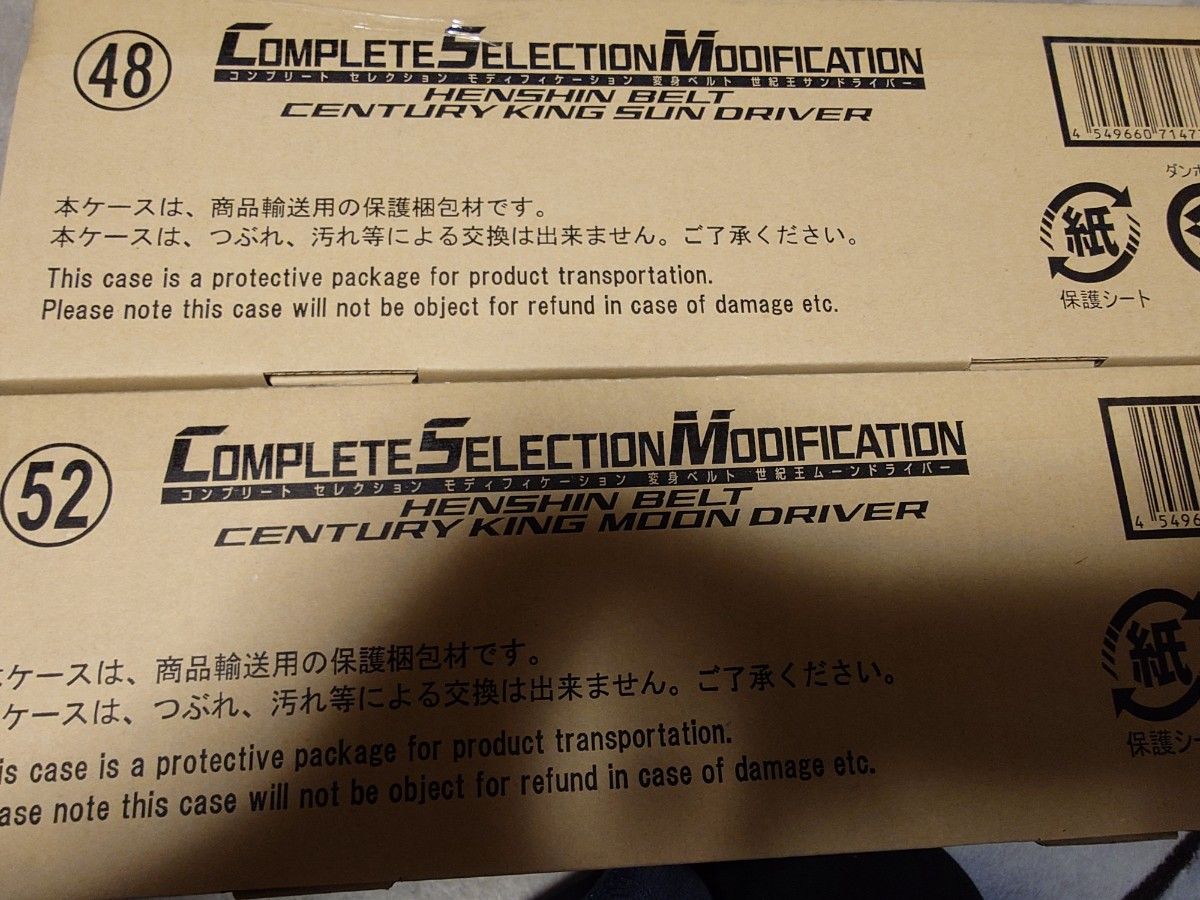 48
COMPLETE SELECTION MODIFICATION
コンプリート セレクション モディフィケーション 変身ベルト 世紀王サンドライバー
HENSHIN BELT
CENTURY KING SUN DRIVER
4 549660 7147
ダンボ
本ケースは、商品輸送用の保護梱包材です。
本ケースは、つぶれ、汚れ等による交換は出来ません。ご了承ください。
This case is a protective package for product transportation.
Please note this case will not be object for refund in case of damage etc.
紙
保護シート
52
COMPLETE SELECTION MODIFICATION
コンプリート セレクション モディフィケーション 変身ベルト 世紀王ムーンドライバー
HENSHIN BELT
CENTURY KING MOON DRIVER
4 5496
ケースは、商品輸送用の保護梱包材です。
ケースは、つぶれ、汚れ等による交換は出来ません。ご了承ください。
is case is a protective package for product transportation.
ase note this case will not be object for refund in case of damage etc.
紙
保護シー